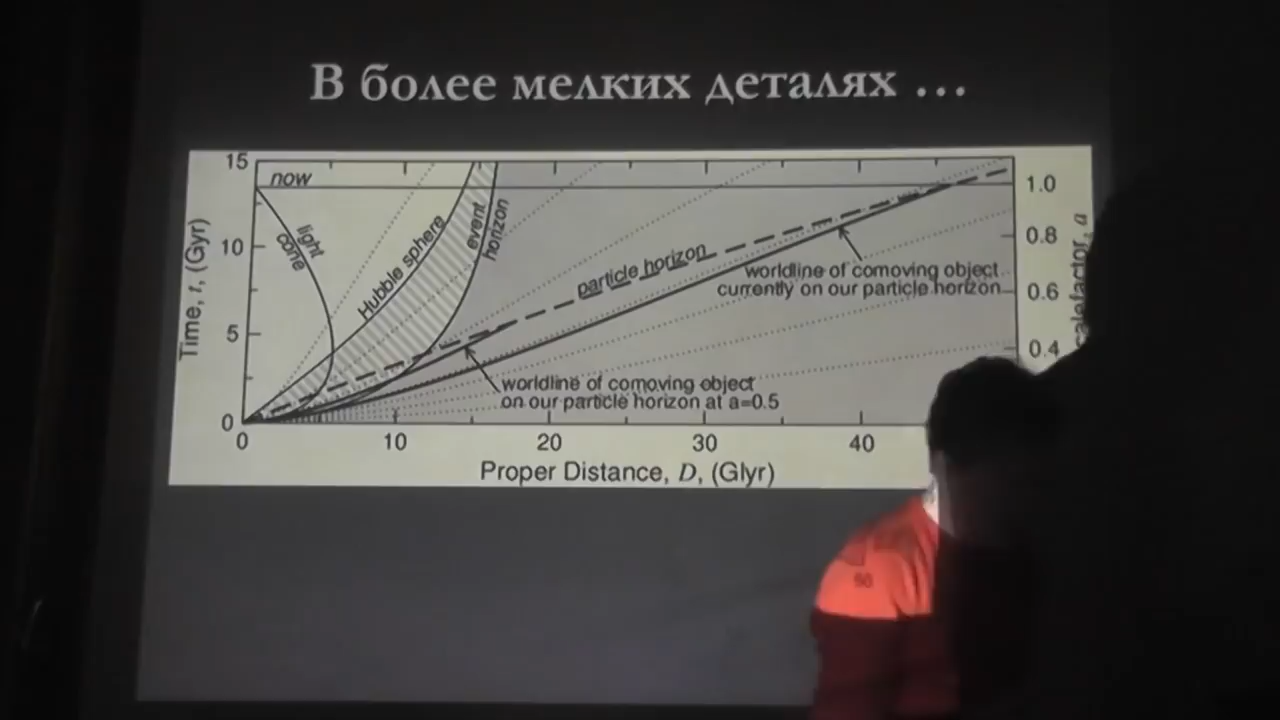 В более мелких деталях ...
15
now
1.0
light
cone
Hubble sphere
event
horizon
10
0.8
particle horizon
worldline of comoving object
currently on our particle horizon
0.6
5
0.4
worldline of comoving object
on our particle horizon at a=0.5
0
0
10
20
30
40
Time, t, (Gyr)
Proper Distance, D, (Glyr)